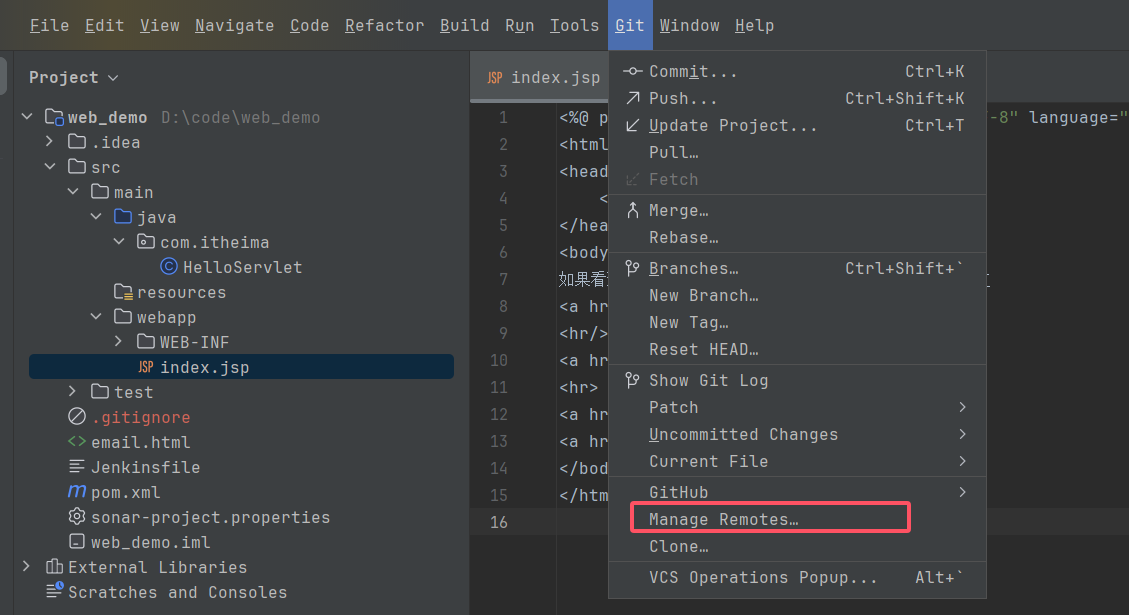 File Edit View Navigate Code Refactor Build Run Tools Git Window Help
Project
web_demo D:\code\web_demo
.idea
src
main
java
com.itheima
HelloServlet
resources
webapp
WEB-INF
index.jsp
test
.gitignore
email.html
Jenkinsfile
pom.xml
sonar-project.properties
web_demo.iml
External Libraries
Scratches and Consoles
index.jsp
1 <%@ p -8" language="
2 <html
3 <head
4 <
5 </hea
6 <body
7 如果看
8 <a hr
9 <hr/>
10 <a hr
11 <hr>
12 <a hr
13 <a hr
14 </bod
15 </htm
16
Commit... Ctrl+K
Push... Ctrl+Shift+K
Update Project... Ctrl+T
Pull…
Fetch
Merge…
Rebase…
Branches… Ctrl+Shift+`
New Branch…
New Tag…
Reset HEAD…
Show Git Log
Patch
Uncommitted Changes
Current File
GitHub
Manage Remotes…
Clone…
VCS Operations Popup... Alt+`